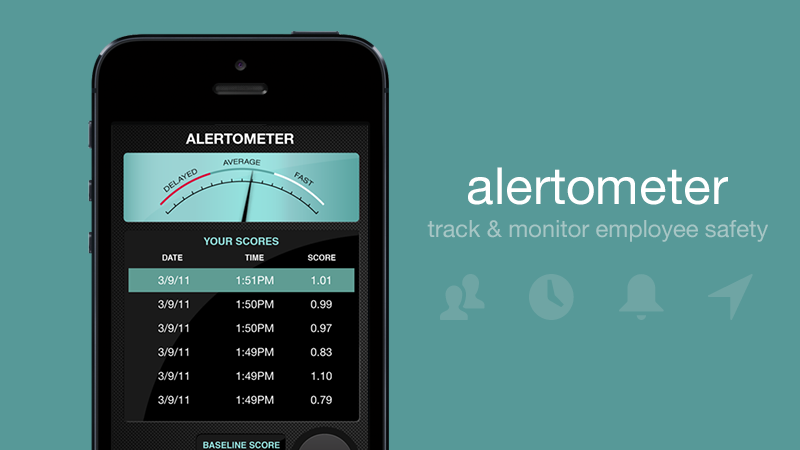 ALERTOMETER
DELAYED
AVERAGE
FAST
YOUR SCORES
DATE TIME SCORE
3/9/11 1:51PM 1.01
3/9/11 1:50PM 0.99
3/9/11 1:50PM 0.97
3/9/11 1:49PM 0.83
3/9/11 1:49PM 1.10
3/9/11 1:49PM 0.79
BASELINE SCORE
alertometer
track & monitor employee safety